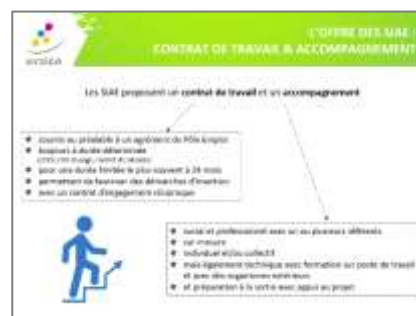 L'OFFRE DES SIAE :
CONTRAT DE TRAVAIL & ACCOMPAGNEMENT
Les SIAE proposent un contrat de travail et un accompagnement
soumis au préalable à un agrément de Pôle Emploi
toujours à durée déterminée
pour une durée limitée le plus souvent à 24 mois
permettant de favoriser des démarches d'insertion
avec un contrat d'engagement réciproque
social et professionnel avec un ou plusieurs référents
sur mesure
individuel et/ou collectif
mais également technique avec formation sur poste de travail
et avec des organismes extérieurs
et préparation à la sortie avec appui au projet